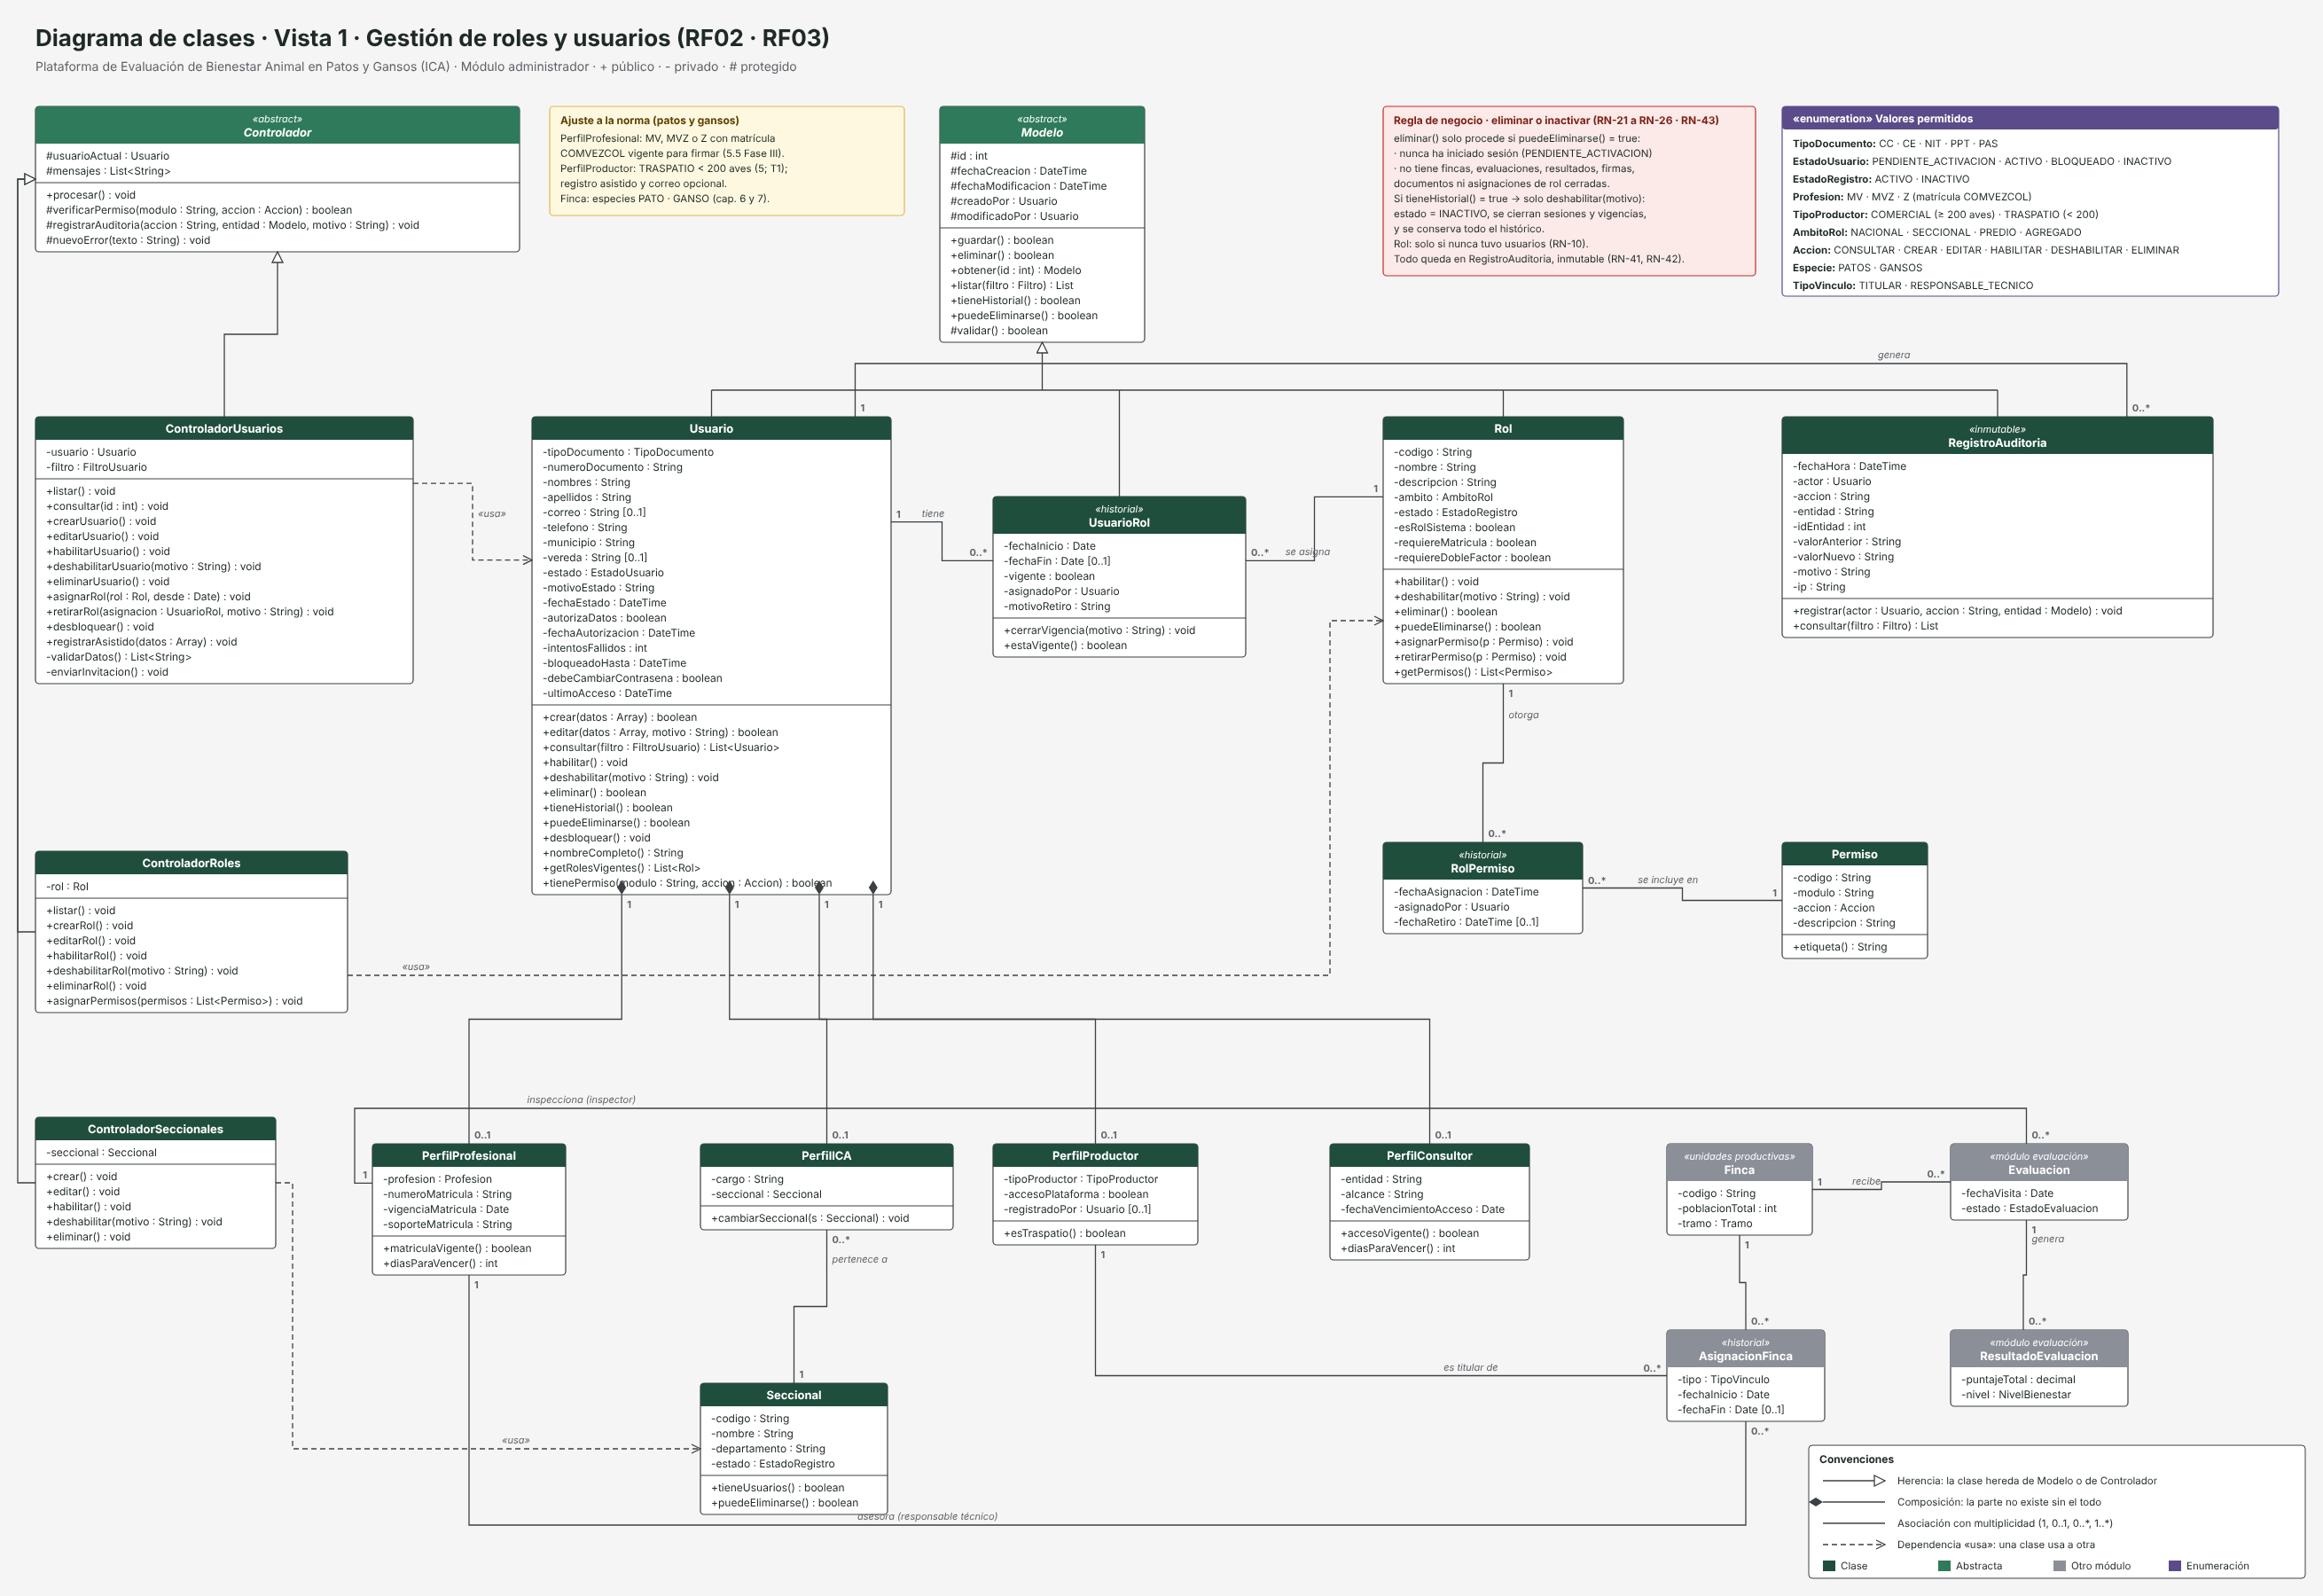 Diagrama de clases · Vista 1 · Gestión de roles y usuarios (RF02 · RF03)
Plataforma de Evaluación de Bienestar Animal en Patos y Gansos (ICA) · Módulo administrador · + público · - privado · # protegido
«abstract»
Controlador
#usuarioActual : Usuario
#mensajes : List<String>
+procesar() : void
#verificarPermiso(modulo : String, accion : Accion) : boolean
#registrarAuditoria(accion : String, entidad : Modelo, motivo : String) : void
#nuevoError(texto : String) : void
Ajuste a la norma (patos y gansos)
PerfilProfesional: MV, MVZ o Z con matrícula
COMVEZCOL vigente para firmar (5.5 Fase III).
PerfilProductor: TRASPATIO < 200 aves (5; T1);
registro asistido y correo opcional.
Finca: especies PATO · GANSO (cap. 6 y 7).
«abstract»
Modelo
#id : int
#fechaCreacion : DateTime
#fechaModificacion : DateTime
#creadoPor : Usuario
#modificadoPor : Usuario
+guardar() : boolean
+eliminar() : boolean
+obtener(id : int) : Modelo
+listar(filtro : Filtro) : List
+tieneHistorial() : boolean
+puedeEliminarse() : boolean
#validar() : boolean
Regla de negocio · eliminar o inactivar (RN-21 a RN-26 · RN-43)
eliminar() solo procede si puedeEliminarse() = true:
· nunca ha iniciado sesión (PENDIENTE_ACTIVACION)
· no tiene fincas, evaluaciones, resultados, firmas,
documentos ni asignaciones de rol cerradas.
Si tieneHistorial() = true → solo deshabilitar(motivo):
estado = INACTIVO, se cierran sesiones y vigencias,
y se conserva todo el histórico.
Rol: solo si nunca tuvo usuarios (RN-10).
Todo queda en RegistroAuditoria, inmutable (RN-41, RN-42).
«enumeration» Valores permitidos
TipoDocumento: CC · CE · NIT · PPT · PAS
EstadoUsuario: PENDIENTE_ACTIVACION · ACTIVO · BLOQUEADO · INACTIVO
EstadoRegistro: ACTIVO · INACTIVO
Profesion: MV · MVZ · Z (matrícula COMVEZCOL)
TipoProductor: COMERCIAL (≥ 200 aves) · TRASPATIO (< 200)
AmbitoRol: NACIONAL · SECCIONAL · PREDIO · AGREGADO
Accion: CONSULTAR · CREAR · EDITAR · HABILITAR · DESHABILITAR · ELIMINAR
Especie: PATOS · GANSOS
TipoVinculo: TITULAR · RESPONSABLE_TECNICO
genera
1
0..*
ControladorUsuarios
-usuario : Usuario
-filtro : FiltroUsuario
+listar() : void
+consultar(id : int) : void
+crearUsuario() : void
+editarUsuario() : void
+habilitarUsuario() : void
+deshabilitarUsuario(motivo : String) : void
+eliminarUsuario() : void
+asignarRol(rol : Rol, desde : Date) : void
+retirarRol(asignacion : UsuarioRol, motivo : String) : void
+desbloquear() : void
+registrarAsistido(datos : Array) : void
-validarDatos() : List<String>
-enviarInvitacion() : void
«usa»
Usuario
-tipoDocumento : TipoDocumento
-numeroDocumento : String
-nombres : String
-apellidos : String
-correo : String [0..1]
-telefono : String
-municipio : String
-vereda : String [0..1]
-estado : EstadoUsuario
-motivoEstado : String
-fechaEstado : DateTime
-autorizaDatos : boolean
-fechaAutorizacion : DateTime
-intentosFallidos : int
-bloqueadoHasta : DateTime
-debeCambiarContrasena : boolean
-ultimoAcceso : DateTime
+crear(datos : Array) : boolean
+editar(datos : Array, motivo : String) : boolean
+consultar(filtro : FiltroUsuario) : List<Usuario>
+habilitar() : void
+deshabilitar(motivo : String) : void
+eliminar() : boolean
+tieneHistorial() : boolean
+puedeEliminarse() : boolean
+desbloquear() : void
+nombreCompleto() : String
+getRolesVigentes() : List<Rol>
+tienePermiso(modulo : String, accion : Accion) : boolean
1 tiene
0..*
«historial»
UsuarioRol
-fechaInicio : Date
-fechaFin : Date [0..1]
-vigente : boolean
-asignadoPor : Usuario
-motivoRetiro : String
+cerrarVigencia(motivo : String) : void
+estaVigente() : boolean
0..* se asigna
1
Rol
-codigo : String
-nombre : String
-descripcion : String
-ambito : AmbitoRol
-estado : EstadoRegistro
-esRolSistema : boolean
-requiereMatricula : boolean
-requiereDobleFactor : boolean
+habilitar() : void
+deshabilitar(motivo : String) : void
+eliminar() : boolean
+puedeEliminarse() : boolean
+asignarPermiso(p : Permiso) : void
+retirarPermiso(p : Permiso) : void
+getPermisos() : List<Permiso>
«inmutable»
RegistroAuditoria
-fechaHora : DateTime
-actor : Usuario
-accion : String
-entidad : String
-idEntidad : int
-valorAnterior : String
-valorNuevo : String
-motivo : String
-ip : String
+registrar(actor : Usuario, accion : String, entidad : Modelo) : void
+consultar(filtro : Filtro) : List
1
otorga
0..*
«historial»
RolPermiso
-fechaAsignacion : DateTime
-asignadoPor : Usuario
-fechaRetiro : DateTime [0..1]
0..* se incluye en
1
Permiso
-codigo : String
-modulo : String
-accion : Accion
-descripcion : String
+etiqueta() : String
ControladorRoles
-rol : Rol
+listar() : void
+crearRol() : void
+editarRol() : void
+habilitarRol() : void
+deshabilitarRol(motivo : String) : void
+eliminarRol() : void
+asignarPermisos(permisos : List<Permiso>) : void
«usa»
1 1 1 1
inspecciona (inspector)
ControladorSeccionales
-seccional : Seccional
+crear() : void
+editar() : void
+habilitar() : void
+deshabilitar(motivo : String) : void
+eliminar() : void
«usa»
0..1
1
PerfilProfesional
-profesion : Profesion
-numeroMatricula : String
-vigenciaMatricula : Date
-soporteMatricula : String
+matriculaVigente() : boolean
+diasParaVencer() : int
1
0..1
PerfilICA
-cargo : String
-seccional : Seccional
+cambiarSeccional(s : Seccional) : void
0..*
pertenece a
1
0..1
PerfilProductor
-tipoProductor : TipoProductor
-accesoPlataforma : boolean
-registradoPor : Usuario [0..1]
+esTraspatio() : boolean
1
0..1
PerfilConsultor
-entidad : String
-alcance : String
-fechaVencimientoAcceso : Date
+accesoVigente() : boolean
+diasParaVencer() : int
«unidades productivas»
Finca
-codigo : String
-poblacionTotal : int
-tramo : Tramo
1 recibe 0..*
1
0..*
0..*
«módulo evaluación»
Evaluacion
-fechaVisita : Date
-estado : EstadoEvaluacion
1
genera
0..*
«historial»
AsignacionFinca
-tipo : TipoVinculo
-fechaInicio : Date
-fechaFin : Date [0..1]
0..*
es titular de 0..*
«módulo evaluación»
ResultadoEvaluacion
-puntajeTotal : decimal
-nivel : NivelBienestar
Seccional
-codigo : String
-nombre : String
-departamento : String
-estado : EstadoRegistro
+tieneUsuarios() : boolean
+puedeEliminarse() : boolean
asesora (responsable técnico)
Convenciones
Herencia: la clase hereda de Modelo o de Controlador
Composición: la parte no existe sin el todo
Asociación con multiplicidad (1, 0..1, 0..*, 1..*)
Dependencia «usa»: una clase usa a otra
Clase Abstracta Otro módulo Enumeración